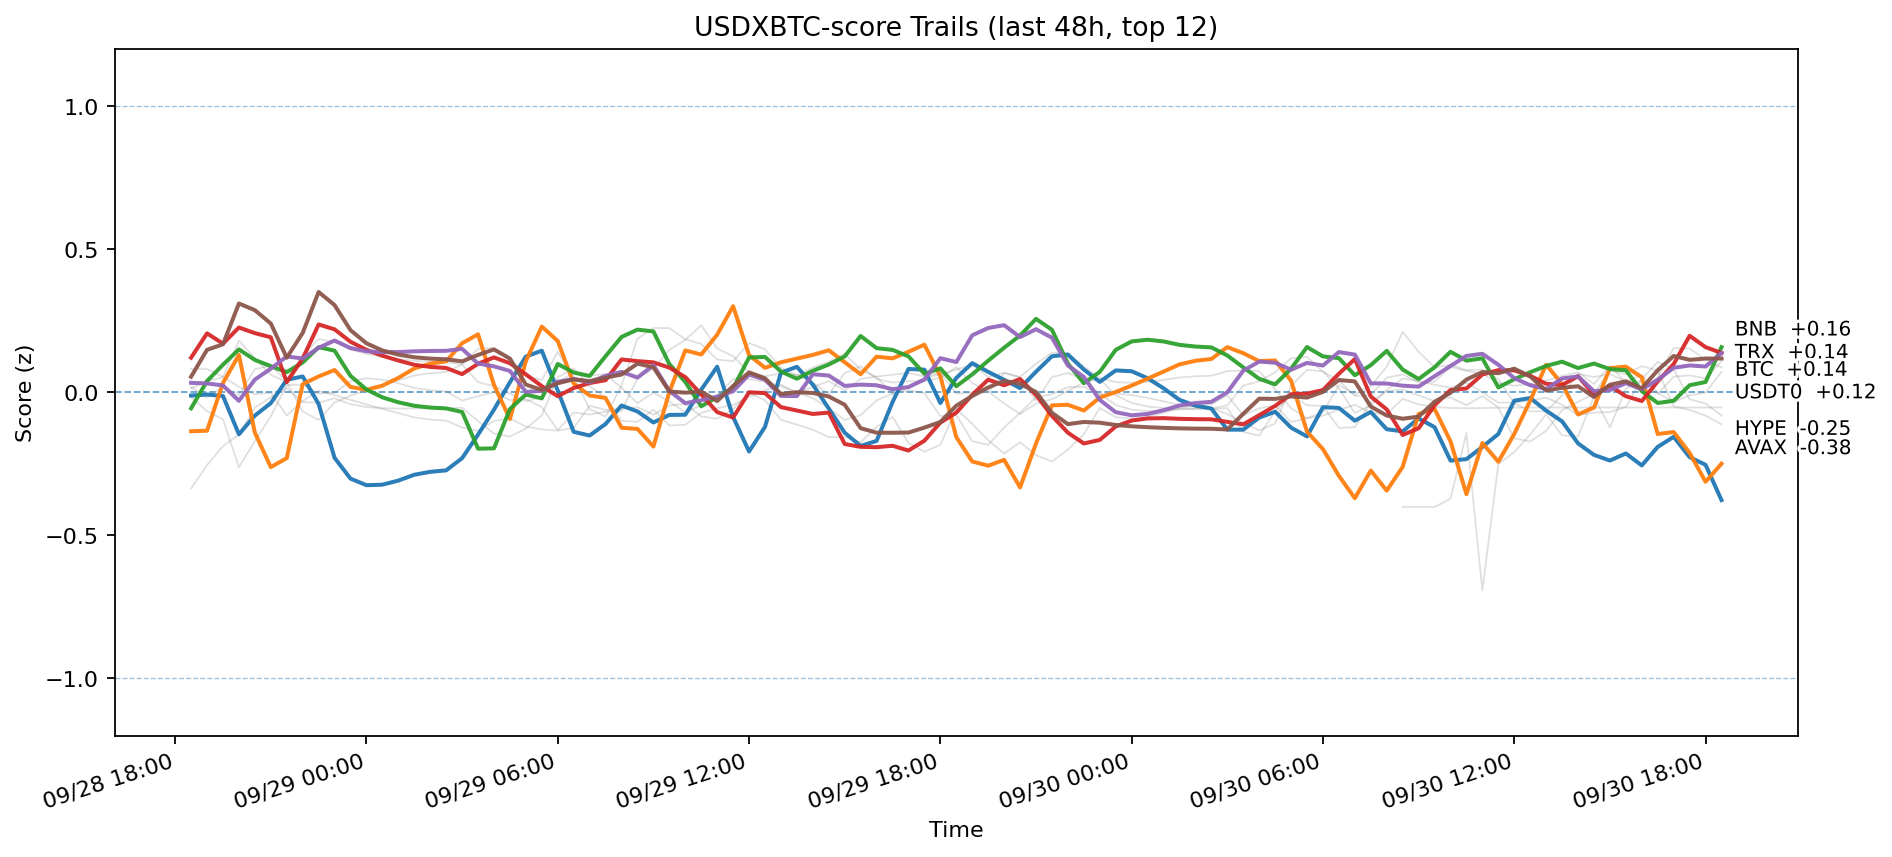 USDXBTC-score Trails (last 48h, top 12)
Score (z)
1.0
0.5
0.0
−0.5
−1.0
BNB +0.16
TRX +0.14
BTC +0.14
USDT0 +0.12
HYPE -0.25
AVAX -0.38
09/28 18:00
09/29 00:00
09/29 06:00
09/29 12:00
09/29 18:00
09/30 00:00
09/30 06:00
09/30 12:00
09/30 18:00
Time